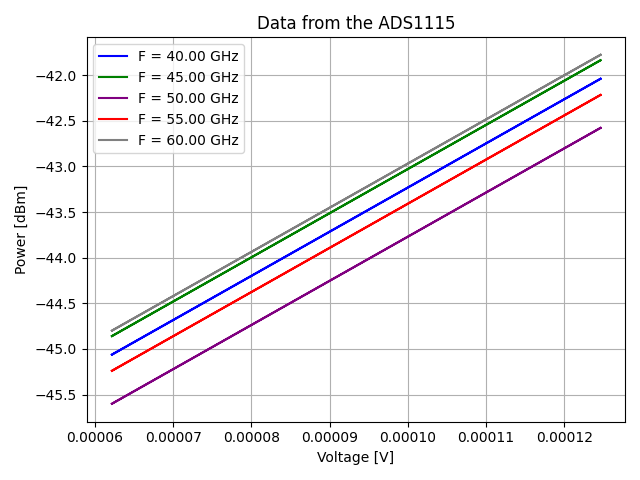 Data from the ADS1115
F = 40.00 GHz
F = 45.00 GHz
F = 50.00 GHz
F = 55.00 GHz
F = 60.00 GHz
Power [dBm]
−42.0
−42.5
−43.0
−43.5
−44.0
−44.5
−45.0
−45.5
0.00006 0.00007 0.00008 0.00009 0.00010 0.00011 0.00012
Voltage [V]